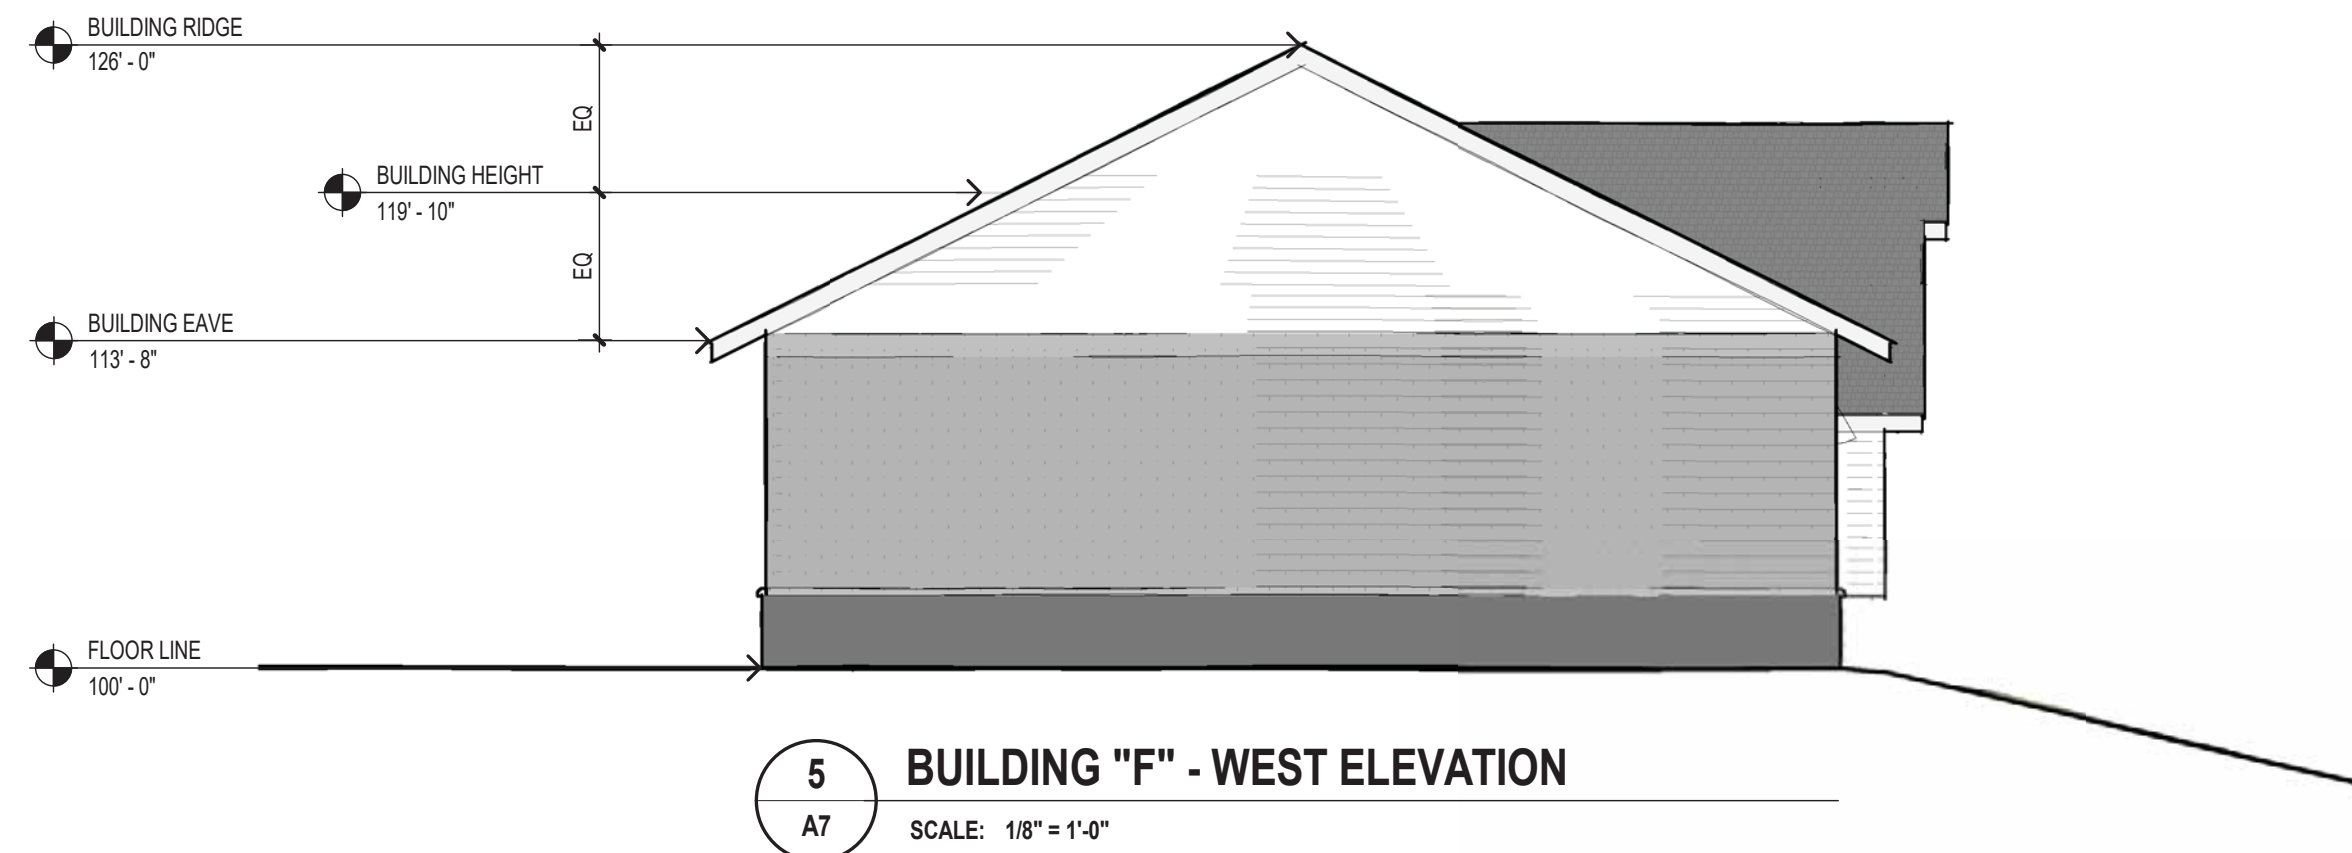 BUILDING RIDGE
126' - 0"
EQ
BUILDING HEIGHT
119' - 10"
EQ
BUILDING EAVE
113' - 8"
FLOOR LINE
100' - 0"
5
A7
BUILDING "F" - WEST ELEVATION
SCALE: 1/8" = 1'-0"